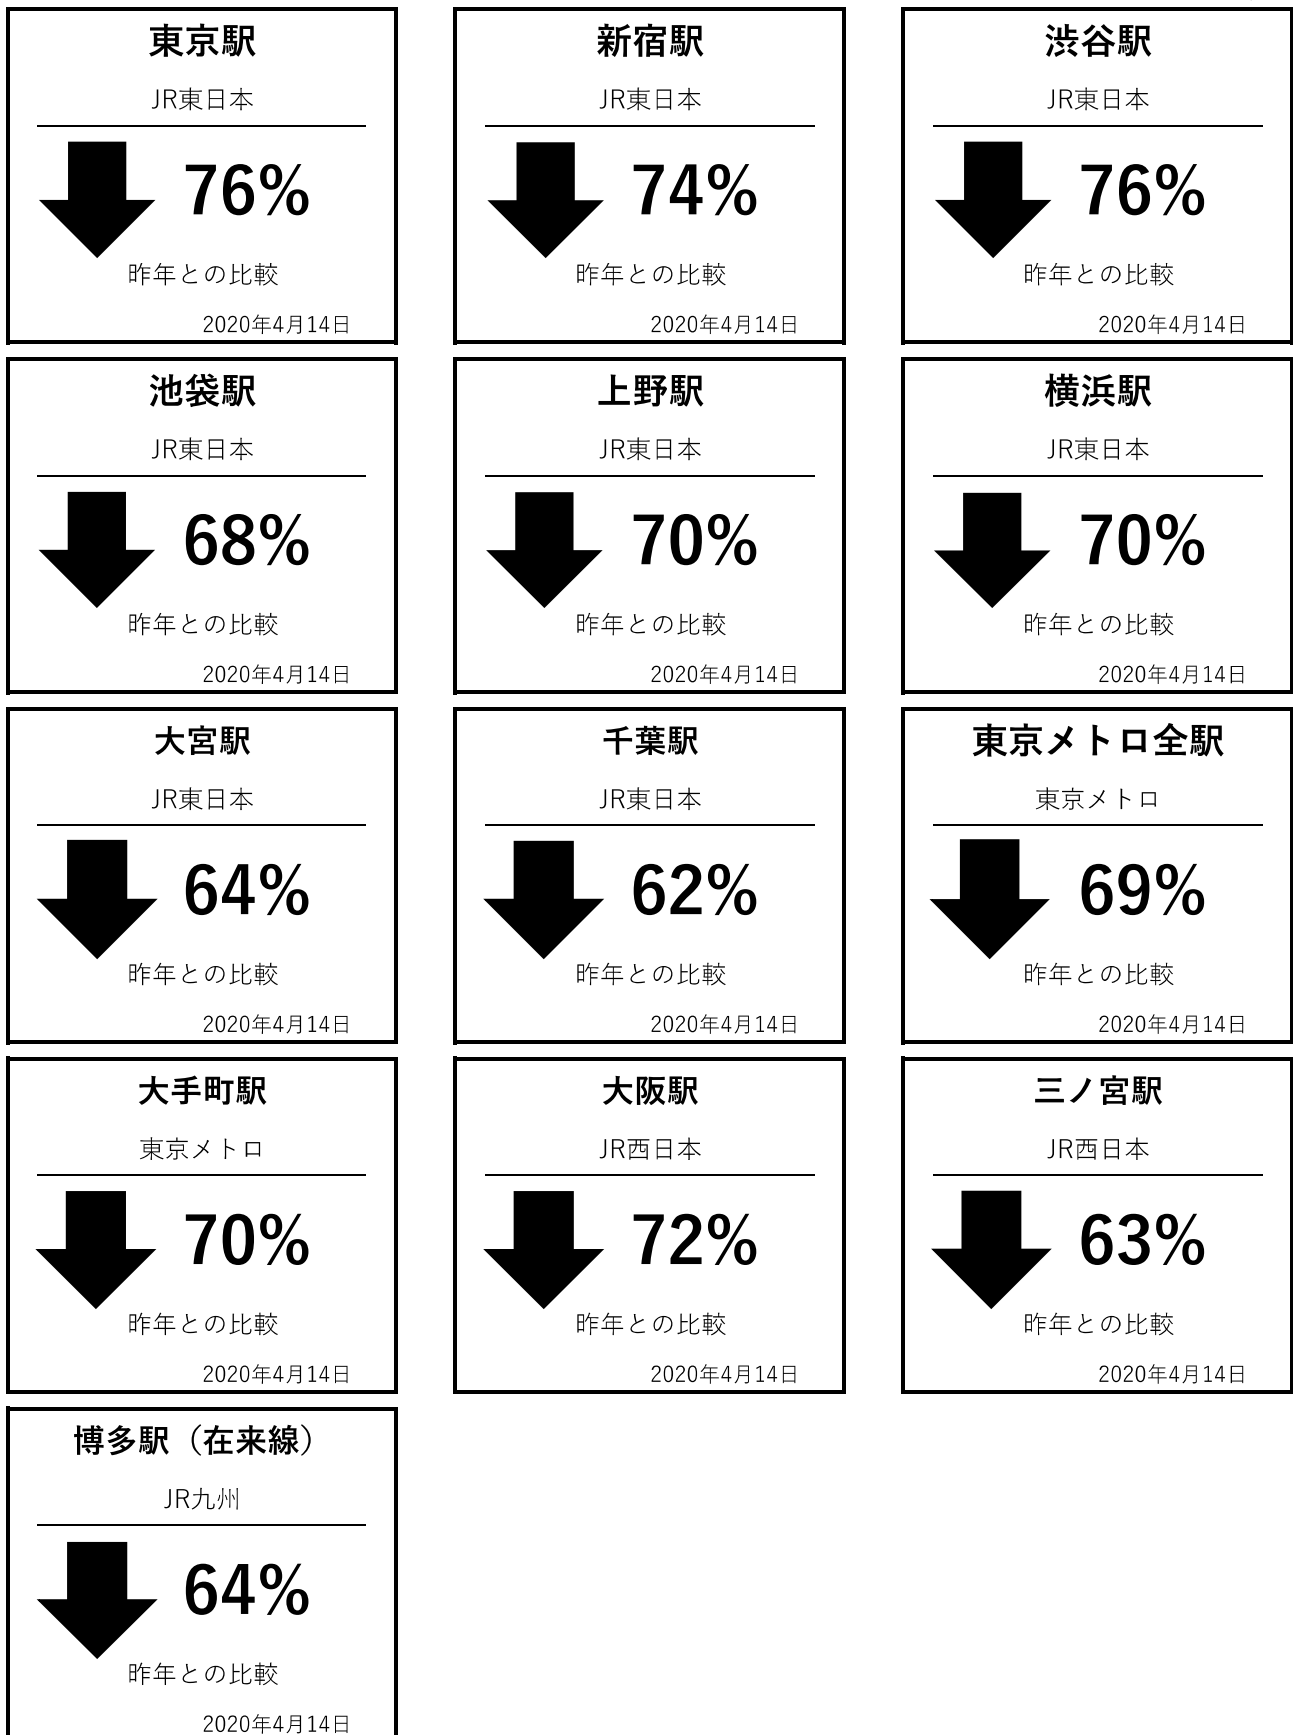 東京駅
JR東日本
76%
昨年との比較
2020年4月14日
新宿駅
JR東日本
74%
昨年との比較
2020年4月14日
渋谷駅
JR東日本
76%
昨年との比較
2020年4月14日
池袋駅
JR東日本
68%
昨年との比較
2020年4月14日
上野駅
JR東日本
70%
昨年との比較
2020年4月14日
横浜駅
JR東日本
70%
昨年との比較
2020年4月14日
大宮駅
JR東日本
64%
昨年との比較
2020年4月14日
千葉駅
JR東日本
62%
昨年との比較
2020年4月14日
東京メトロ全駅
東京メトロ
69%
昨年との比較
2020年4月14日
大手町駅
東京メトロ
70%
昨年との比較
2020年4月14日
大阪駅
JR西日本
72%
昨年との比較
2020年4月14日
三ノ宮駅
JR西日本
63%
昨年との比較
2020年4月14日
博多駅（在来線）
JR九州
64%
昨年との比較
2020年4月14日